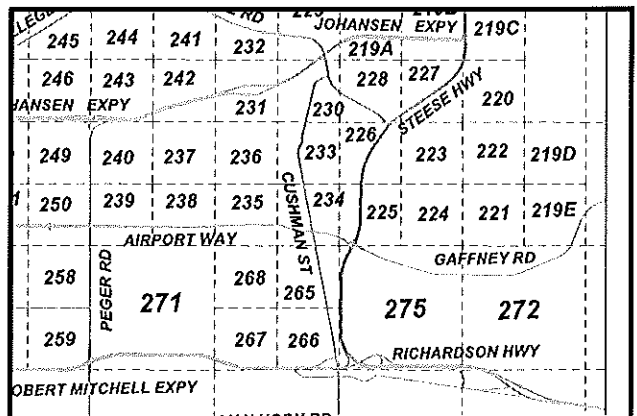 JOHANSEN EXPY 219C
245 244 241 232 219A
246 243 242 228 227 220
HANSEN EXPY 231 230
226 STEESE HWY
249 240 237 236 233 223 222 219D
250 239 238 235 234 225 224 221 219E
CUSHMAN ST
AIRPORT WAY
GAFFNEY RD
258 PEGER RD 271 268 265 275 272
259 267 266 RICHARDSON HWY
OBERT MITCHELL EXPY